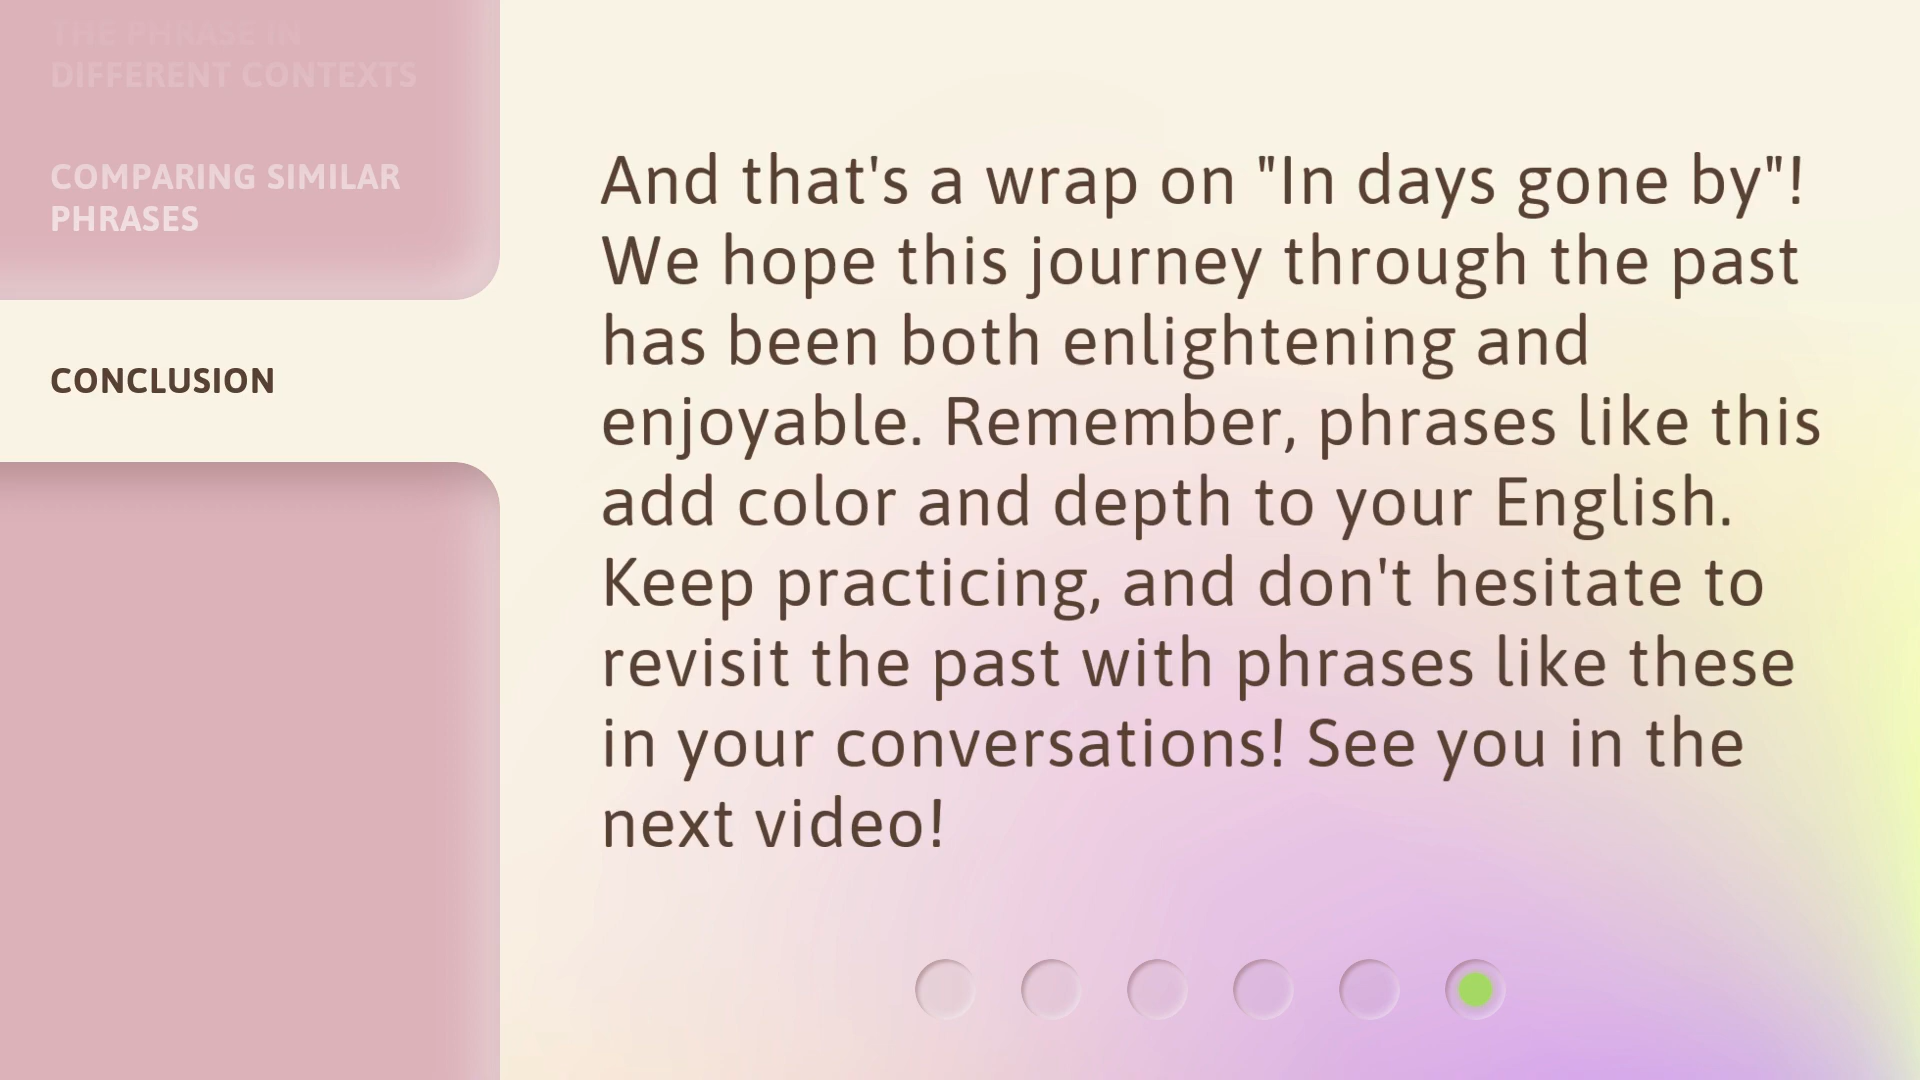 THE PHRASE IN
DIFFERENT CONTEXTS
COMPARING SIMILAR
PHRASES
CONCLUSION
And that's a wrap on "In days gone by"!
We hope this journey through the past
has been both enlightening and
enjoyable. Remember, phrases like this
add color and depth to your English.
Keep practicing, and don't hesitate to
revisit the past with phrases like these
in your conversations! See you in the
next video!